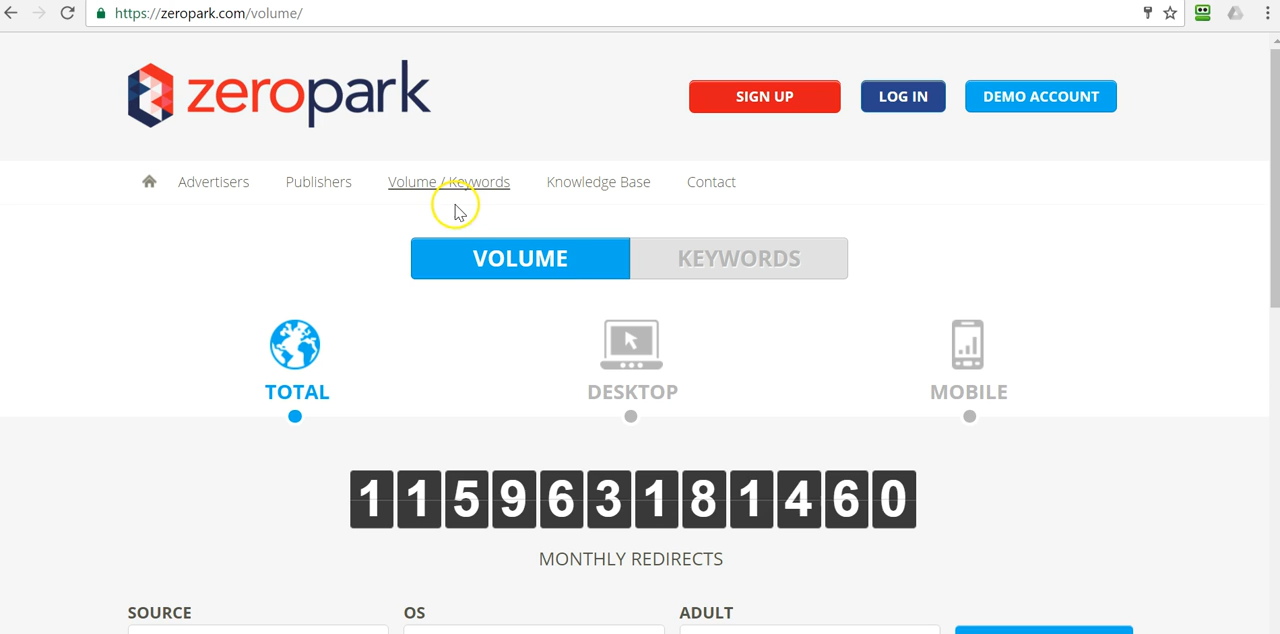 https://zeropark.com/volume/
zeropark
SIGN UP LOG IN DEMO ACCOUNT
Advertisers Publishers Volume / Keywords Knowledge Base Contact
VOLUME KEYWORDS
TOTAL DESKTOP MOBILE
115963181460
MONTHLY REDIRECTS
SOURCE OS ADULT